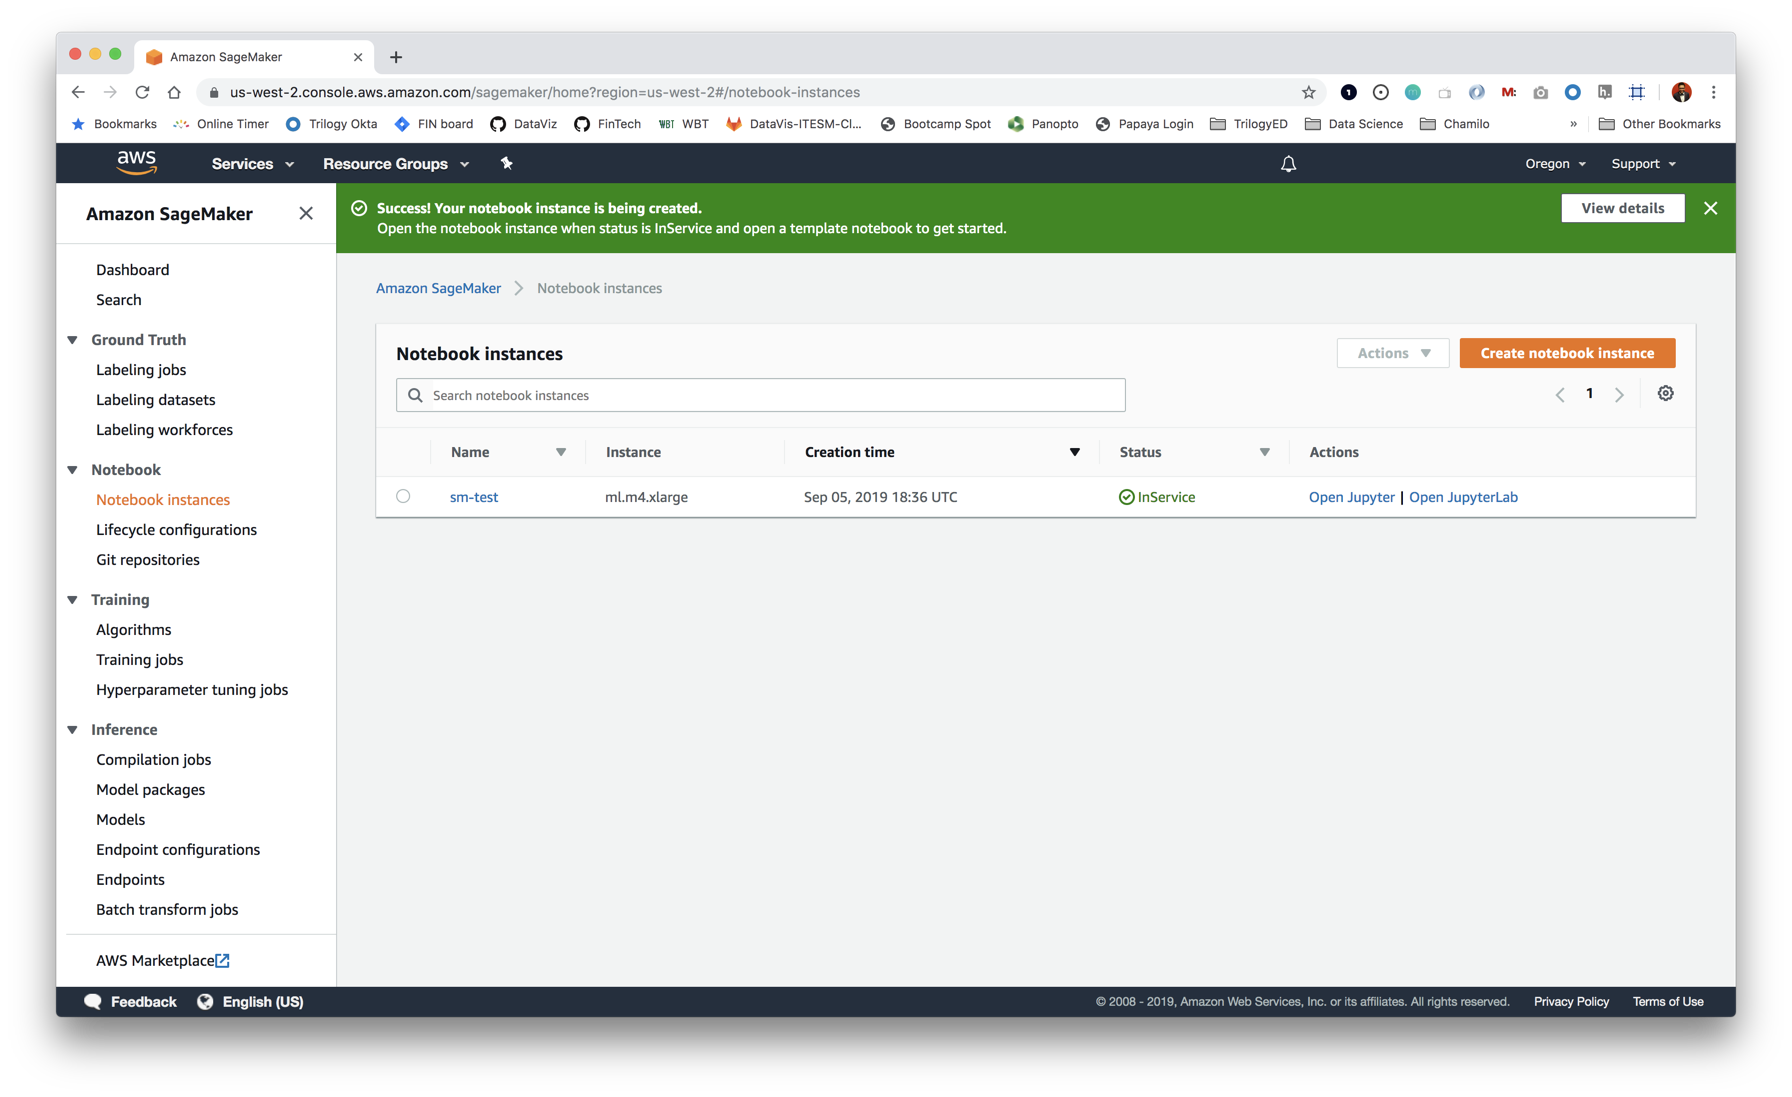 Amazon SageMaker
us-west-2.console.aws.amazon.com/sagemaker/home?region=us-west-2#/notebook-instances
Bookmarks Online Timer Trilogy Okta FIN board DataViz FinTech WBT WBT DataVis-ITESM-Cl... Bootcamp Spot Panopto Papaya Login TrilogyED Data Science Chamilo » Other Bookmarks
aws Services Resource Groups Oregon Support
Amazon SageMaker
Success! Your notebook instance is being created.
Open the notebook instance when status is InService and open a template notebook to get started.
View details
Dashboard
Search
Ground Truth
Labeling jobs
Labeling datasets
Labeling workforces
Notebook
Notebook instances
Lifecycle configurations
Git repositories
Training
Algorithms
Training jobs
Hyperparameter tuning jobs
Inference
Compilation jobs
Model packages
Models
Endpoint configurations
Endpoints
Batch transform jobs
AWS Marketplace
Amazon SageMaker Notebook instances
Notebook instances
Actions Create notebook instance
Search notebook instances
1
Name Instance Creation time Status Actions
sm-test ml.m4.xlarge Sep 05, 2019 18:36 UTC InService Open Jupyter | Open JupyterLab
Feedback English (US) © 2008 - 2019, Amazon Web Services, Inc. or its affiliates. All rights reserved. Privacy Policy Terms of Use